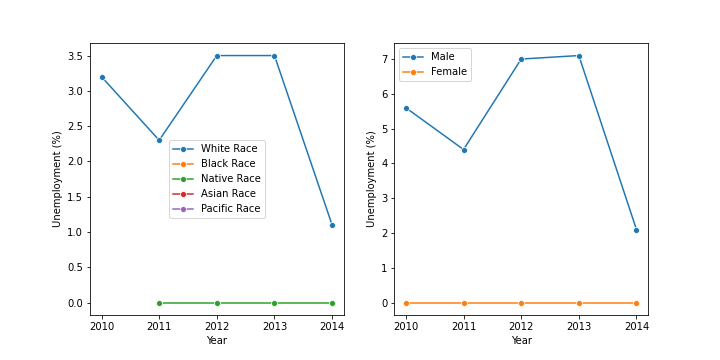 Unemployment (%)
3.5
3.0
2.5
2.0
1.5
1.0
0.5
0.0
White Race
Black Race
Native Race
Asian Race
Pacific Race
2010 2011 2012 2013 2014
Year
Unemployment (%)
7
6
5
4
3
2
1
0
Male
Female
2010 2011 2012 2013 2014
Year